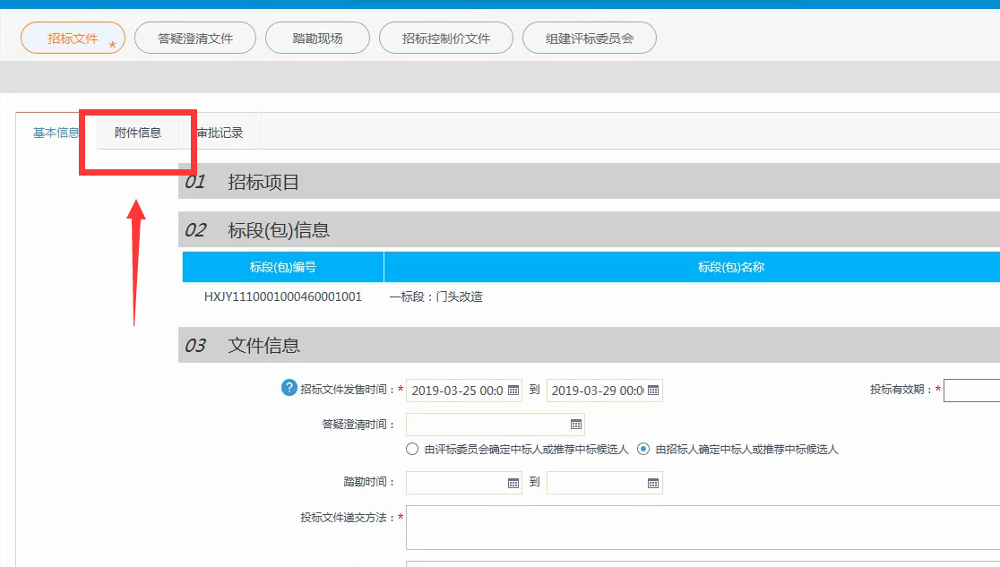 招标文件 * 答疑澄清文件 踏勘现场 招标控制价文件 组建评标委员会
基本信息 附件信息 审批记录
01 招标项目
02 标段(包)信息
标段(包)编号 标段(包)名称
HXJY1110001000460001001 一标段：门头改造
03 文件信息
? 招标文件发售时间：* 2019-03-25 00:0 到 2019-03-29 00:0 投标有效期：*
答疑澄清时间：
由评标委员会确定中标人或推荐中标候选人 由招标人确定中标人或推荐中标候选人
踏勘时间： 到
投标文件递交方法：*